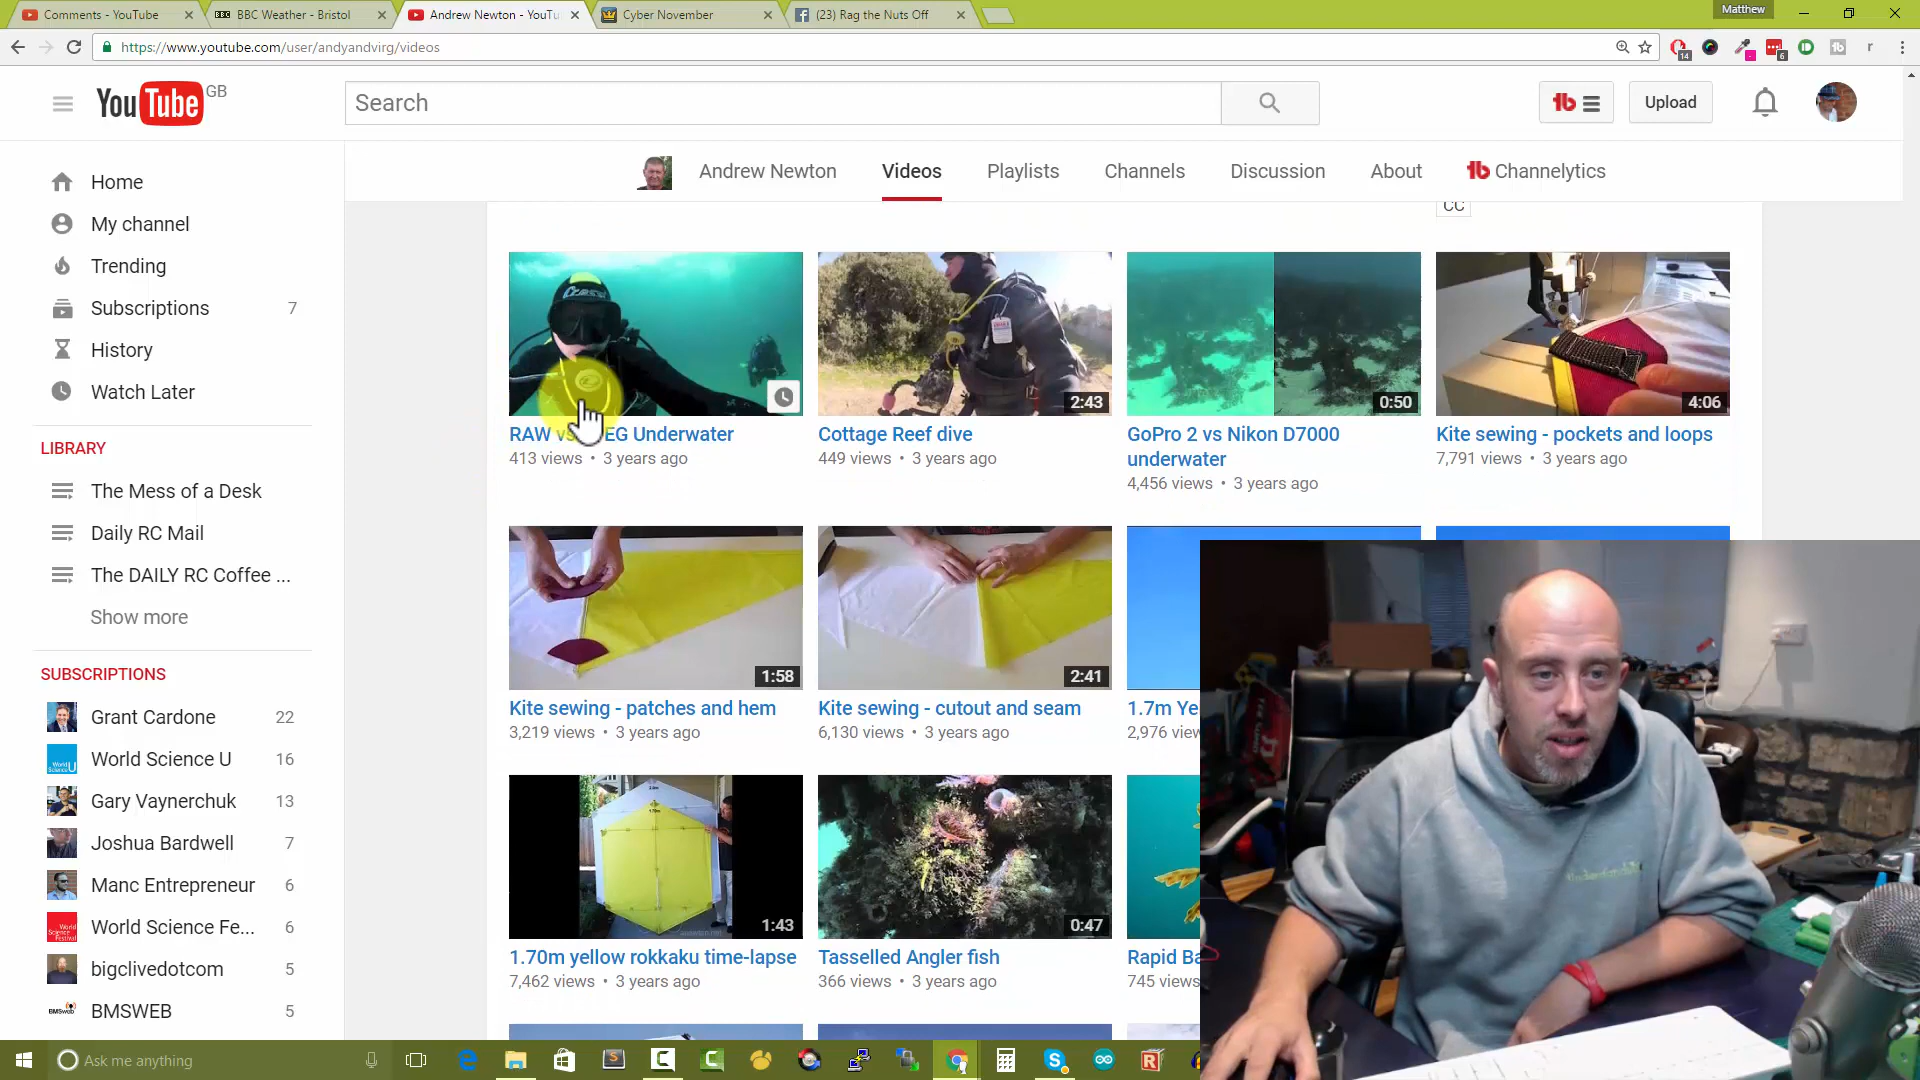 Comments - YouTube
BBC Weather - Bristol
Andrew Newton - YouTu
Cyber November
(23) Rag the Nuts Off
Matthew
https://www.youtube.com/user/andyandvirg/videos
14
6
YouTube GB
Search
Upload
Andrew Newton
Videos
Playlists
Channels
Discussion
About
Channelytics
CC
Home
My channel
Trending
Subscriptions 7
History
Watch Later
LIBRARY
The Mess of a Desk
Daily RC Mail
The DAILY RC Coffee ...
Show more
SUBSCRIPTIONS
Grant Cardone 22
World Science U 16
Gary Vaynerchuk 13
Joshua Bardwell 7
Manc Entrepreneur 6
World Science Fe... 6
bigclivedotcom 5
BMSWEB 5
2:43
0:50
4:06
RAW vs EG Underwater
413 views • 3 years ago
Cottage Reef dive
449 views • 3 years ago
GoPro 2 vs Nikon D7000
underwater
4,456 views • 3 years ago
Kite sewing - pockets and loops
7,791 views • 3 years ago
1:58
2:41
Kite sewing - patches and hem
3,219 views • 3 years ago
Kite sewing - cutout and seam
6,130 views • 3 years ago
1.7m Ye
2,976 view
1:43
0:47
1.70m yellow rokkaku time-lapse
7,462 views • 3 years ago
Tasselled Angler fish
366 views • 3 years ago
Rapid Ba
745 views
Ask me anything